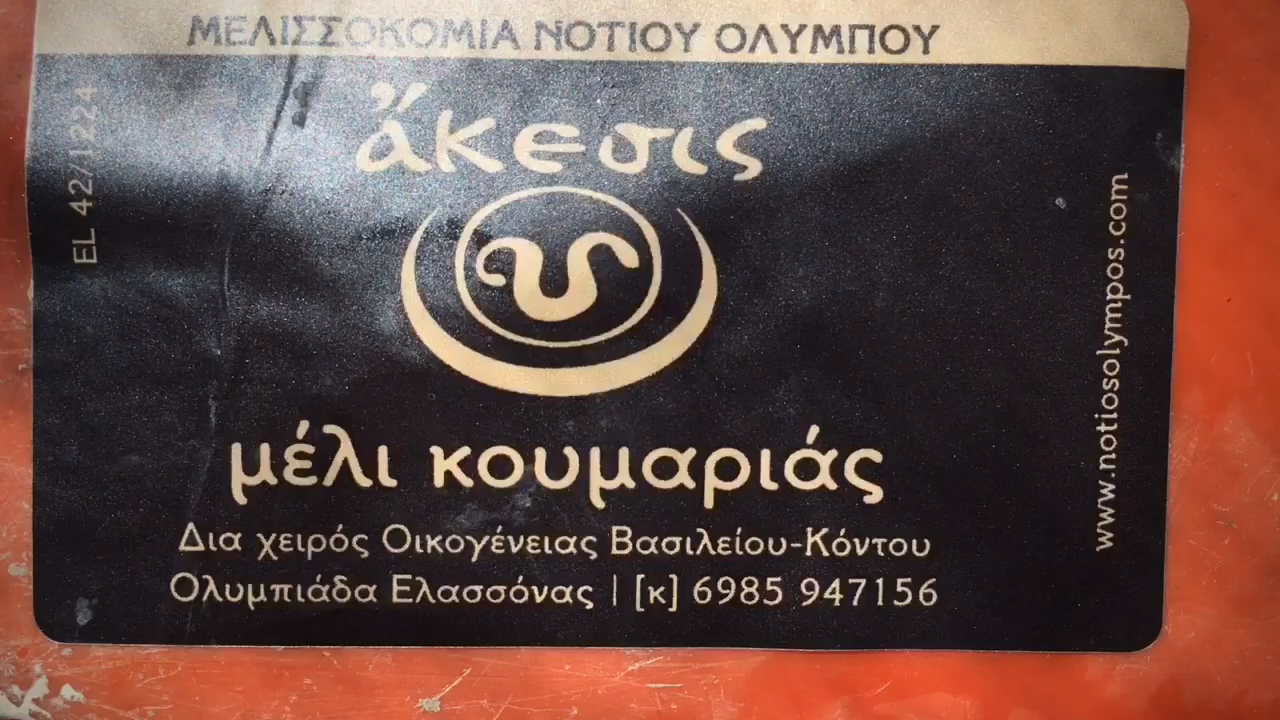 ΜΕΛΙΣΣΟΚΟΜΙΑ ΝΟΤΙΟΥ ΟΛΥΜΠΟΥ
EL 42/1224
ἄκεσις
μέλι κουμαριάς
Δια χειρός Οικογένειας Βασιλείου-Κόντου
Ολυμπιάδα Ελασσόνας | [κ] 6985 947156
www.notiosolympos.com